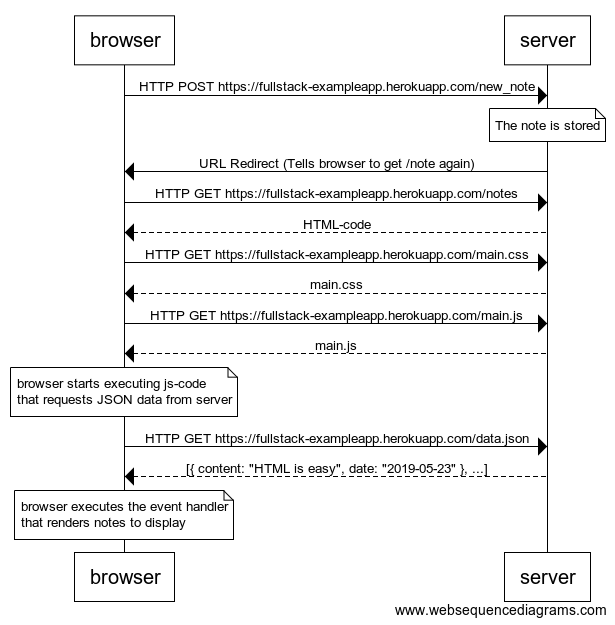 browser
server
HTTP POST https://fullstack-exampleapp.herokuapp.com/new_note
The note is stored
URL Redirect (Tells browser to get /note again)
HTTP GET https://fullstack-exampleapp.herokuapp.com/notes
HTML-code
HTTP GET https://fullstack-exampleapp.herokuapp.com/main.css
main.css
HTTP GET https://fullstack-exampleapp.herokuapp.com/main.js
main.js
browser starts executing js-code
that requests JSON data from server
HTTP GET https://fullstack-exampleapp.herokuapp.com/data.json
[{ content: "HTML is easy", date: "2019-05-23" }, ...]
browser executes the event handler
that renders notes to display
browser
server
www.websequencediagrams.com